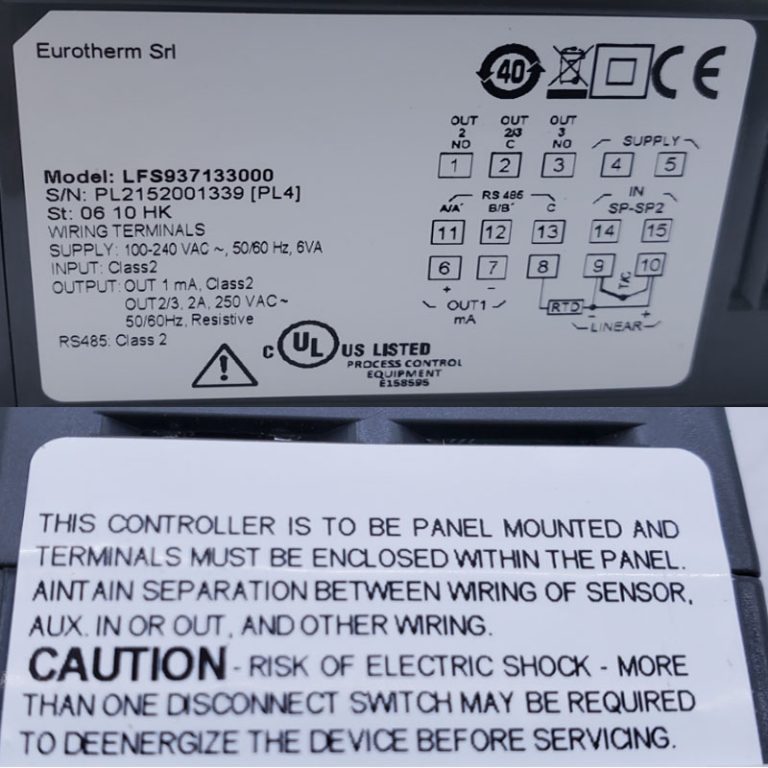 Eurotherm Srl
40
CE
Model: LFS937133000
S/N: PL2152001339 [PL4]
St: 06 10 HK
WIRING TERMINALS
SUPPLY: 100-240 VAC ~, 50/60 Hz, 6VA
INPUT: Class2
OUTPUT: OUT 1 mA, Class2
OUT2/3, 2A, 250 VAC~
50/60Hz, Resistive
RS485: Class 2
OUT OUT OUT
2 2/3 3
NO C NO SUPPLY
1 2 3 4 5
RS 485 IN
A/A' B/B' C SP-SP2
11 12 13 14 15
6 7 8 9 10
+ - T/C
OUT1 RTD - +
mA LINEAR
c UL US LISTED
PROCESS CONTROL
EQUIPMENT
E158595
THIS CONTROLLER IS TO BE PANEL MOUNTED AND
TERMINALS MUST BE ENCLOSED WITHIN THE PANEL.
AINTAIN SEPARATION BETWEEN WIRING OF SENSOR,
AUX. IN OR OUT, AND OTHER WIRING.
CAUTION - RISK OF ELECTRIC SHOCK - MORE
THAN ONE DISCONNECT SWITCH MAY BE REQUIRED
TO DEENERGIZE THE DEVICE BEFORE SERVICING.